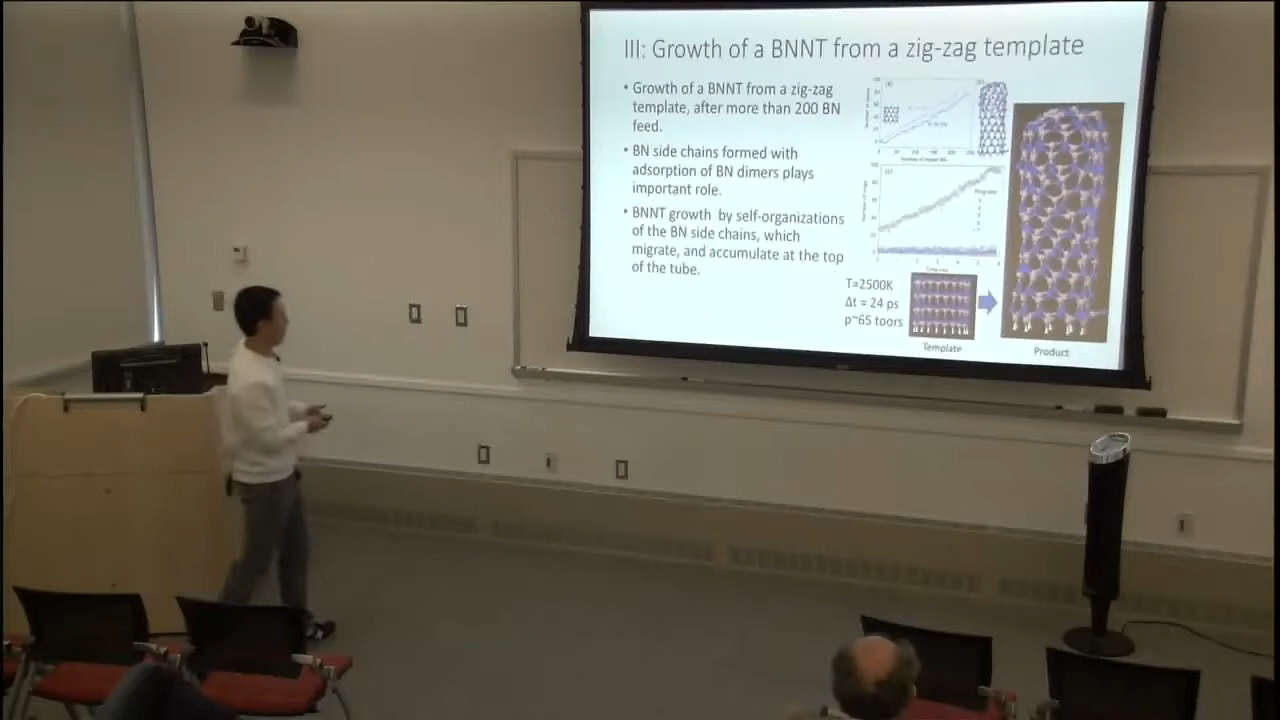 III: Growth of a BNNT from a zig-zag template
• Growth of a BNNT from a zig-zag
template, after more than 200 BN
feed.
• BN side chains formed with
adsorption of BN dimers plays
important role.
• BNNT growth by self-organizations
of the BN side chains, which
migrate, and accumulate at the top
of the tube.
T=2500K
Δt = 24 ps
p~65 toors
Template
Product